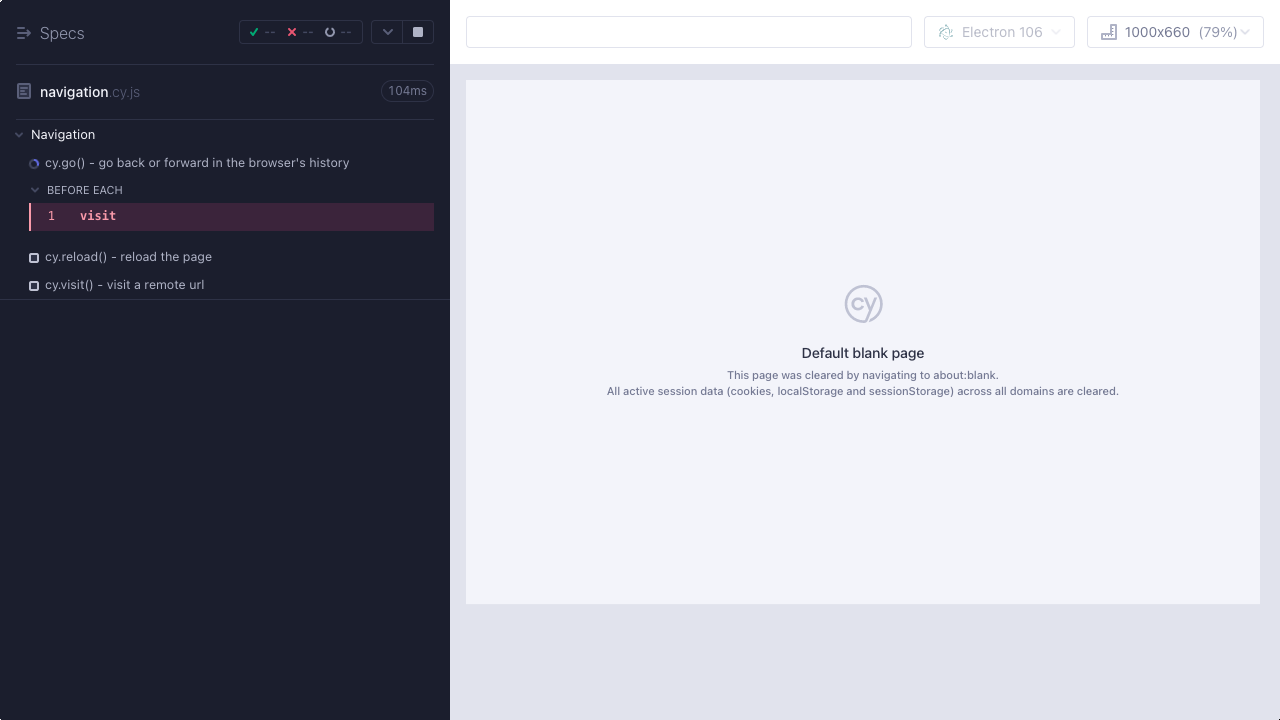 Specs
--
--
--
navigation.cy.js
104ms
Navigation
cy.go() - go back or forward in the browser's history
BEFORE EACH
1 visit
cy.reload() - reload the page
cy.visit() - visit a remote url
Electron 106
1000x660 (79%)
cy
Default blank page
This page was cleared by navigating to about:blank.
All active session data (cookies, localStorage and sessionStorage) across all domains are cleared.